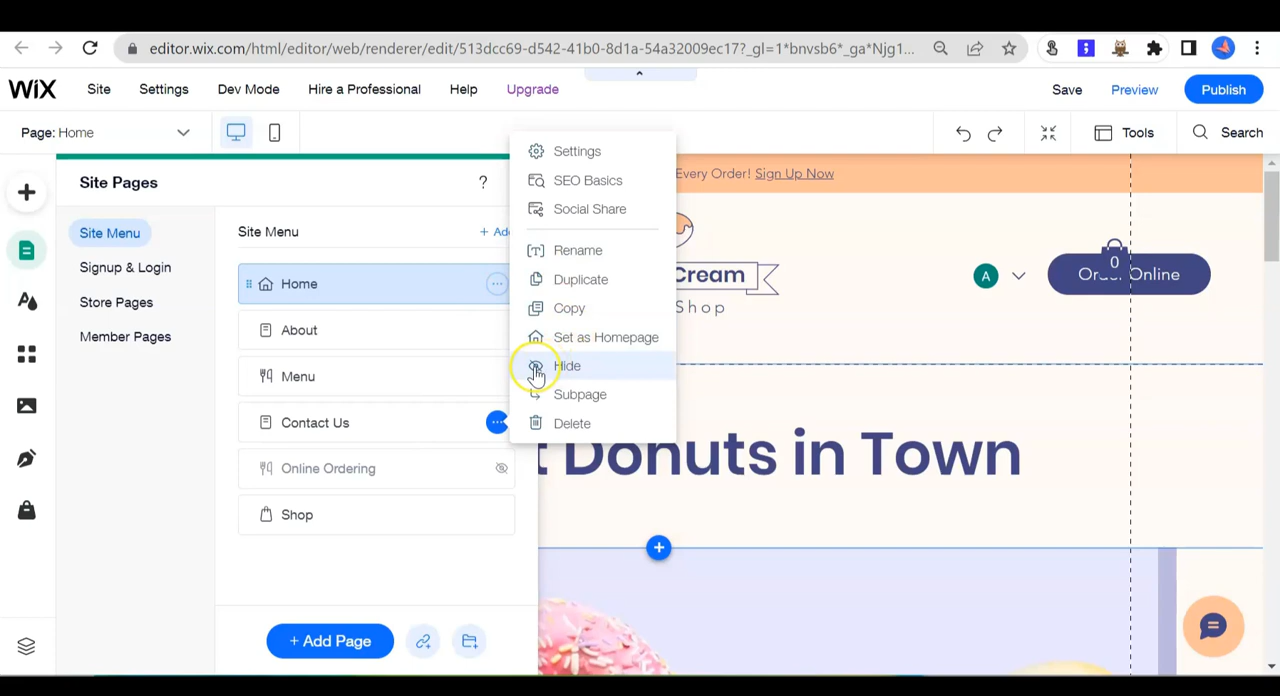 editor.wix.com/html/editor/web/renderer/edit/513dcc69-d542-41b0-8d1a-54a32009ec17?_gl=1*bnvsb6*_ga*Njg1...
WiX Site Settings Dev Mode Hire a Professional Help Upgrade Save Preview Publish
Page: Home Tools Search
Site Pages ?
Site Menu
Signup & Login
Store Pages
Member Pages
Site Menu + Add
Home
About
Menu
Contact Us
Online Ordering
Shop
+ Add Page
Settings
SEO Basics
Social Share
Rename
Duplicate
Copy
Set as Homepage
Hide
Subpage
Delete
Every Order! Sign Up Now
Cream
Shop
A
0
Order Online
t Donuts in Town